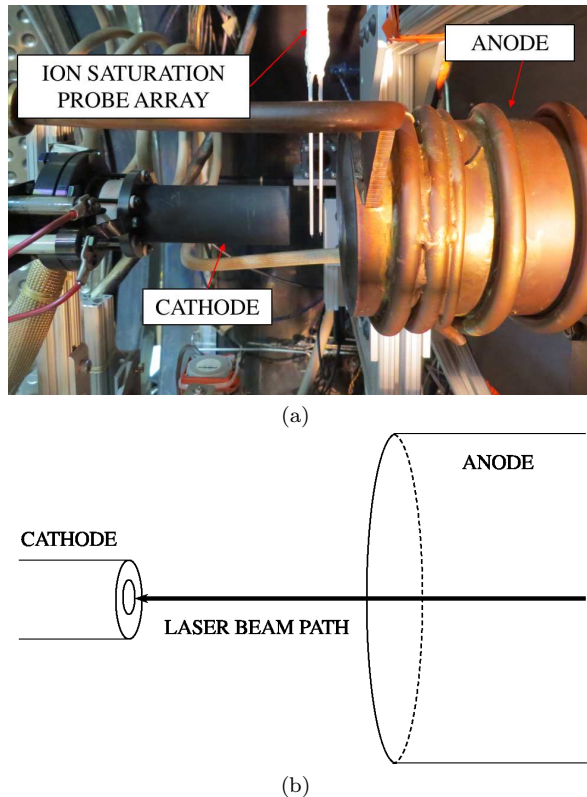 ANODE
ION SATURATION
PROBE ARRAY
CATHODE
(a)
ANODE
CATHODE
LASER BEAM PATH
(b)